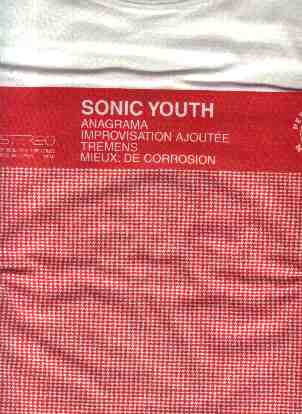 SONIC YOUTH
ANAGRAMA
IMPROVISATION AJOUTÉE
TREMENS
MIEUX: DE CORROSION